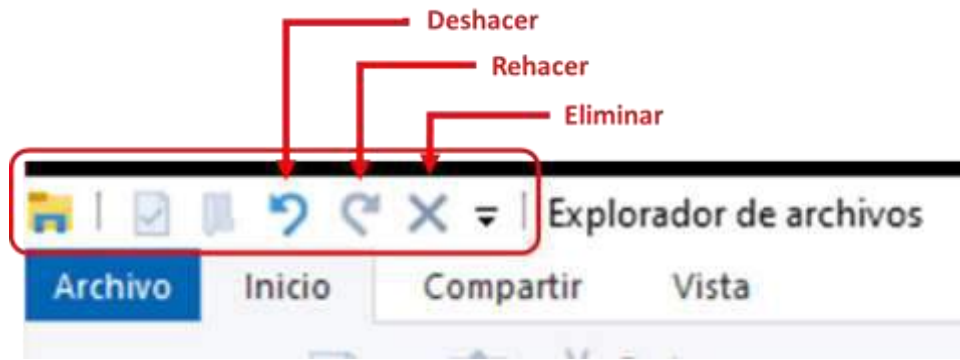 Deshacer
Rehacer
Eliminar
Explorador de archivos
Archivo Inicio Compartir Vista